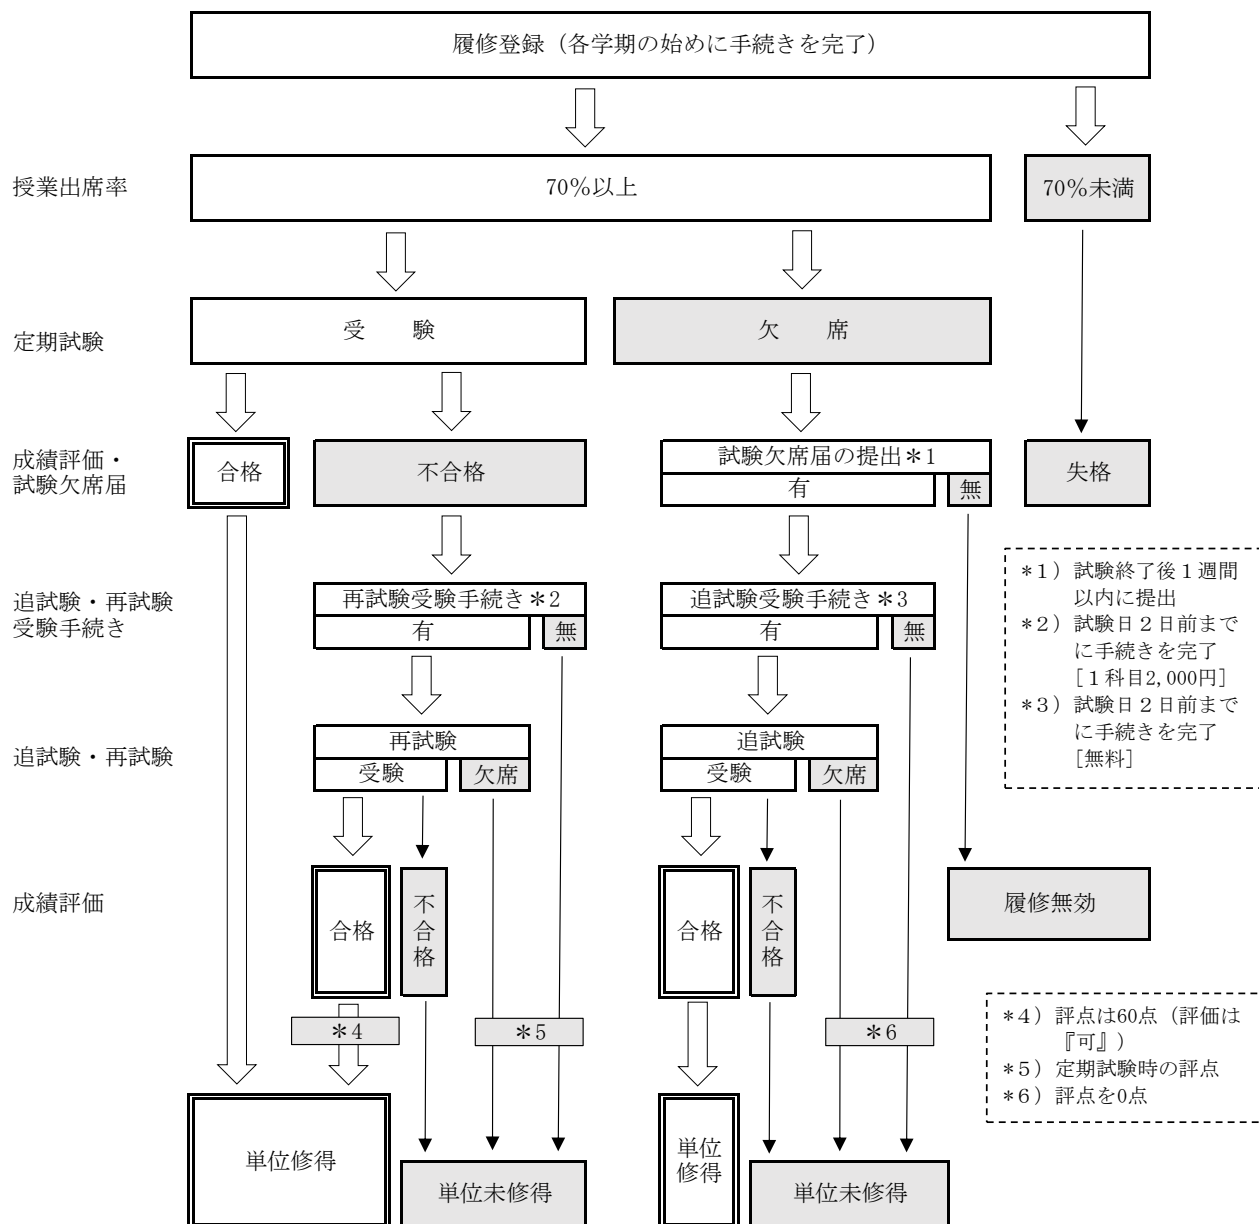 履修登録（各学期の始めに手続きを完了）
授業出席率
70％以上
70％未満
定期試験
受　　験
欠　　席
成績評価・
試験欠席届
合格
不合格
試験欠席届の提出＊1
有
無
失格
追試験・再試験
受験手続き
再試験受験手続き＊2
有
無
追試験受験手続き＊3
有
無
＊1）試験終了後１週間
以内に提出
＊2）試験日２日前まで
に手続きを完了
［１科目2,000円］
＊3）試験日２日前まで
に手続きを完了
［無料］
追試験・再試験
再試験
受験
欠席
追試験
受験
欠席
成績評価
合格
不合格
合格
不合格
履修無効
＊4
＊5
＊6
＊4）評点は60点（評価は
『可』）
＊5）定期試験時の評点
＊6）評点を0点
単位修得
単位未修得
単位
修得
単位未修得